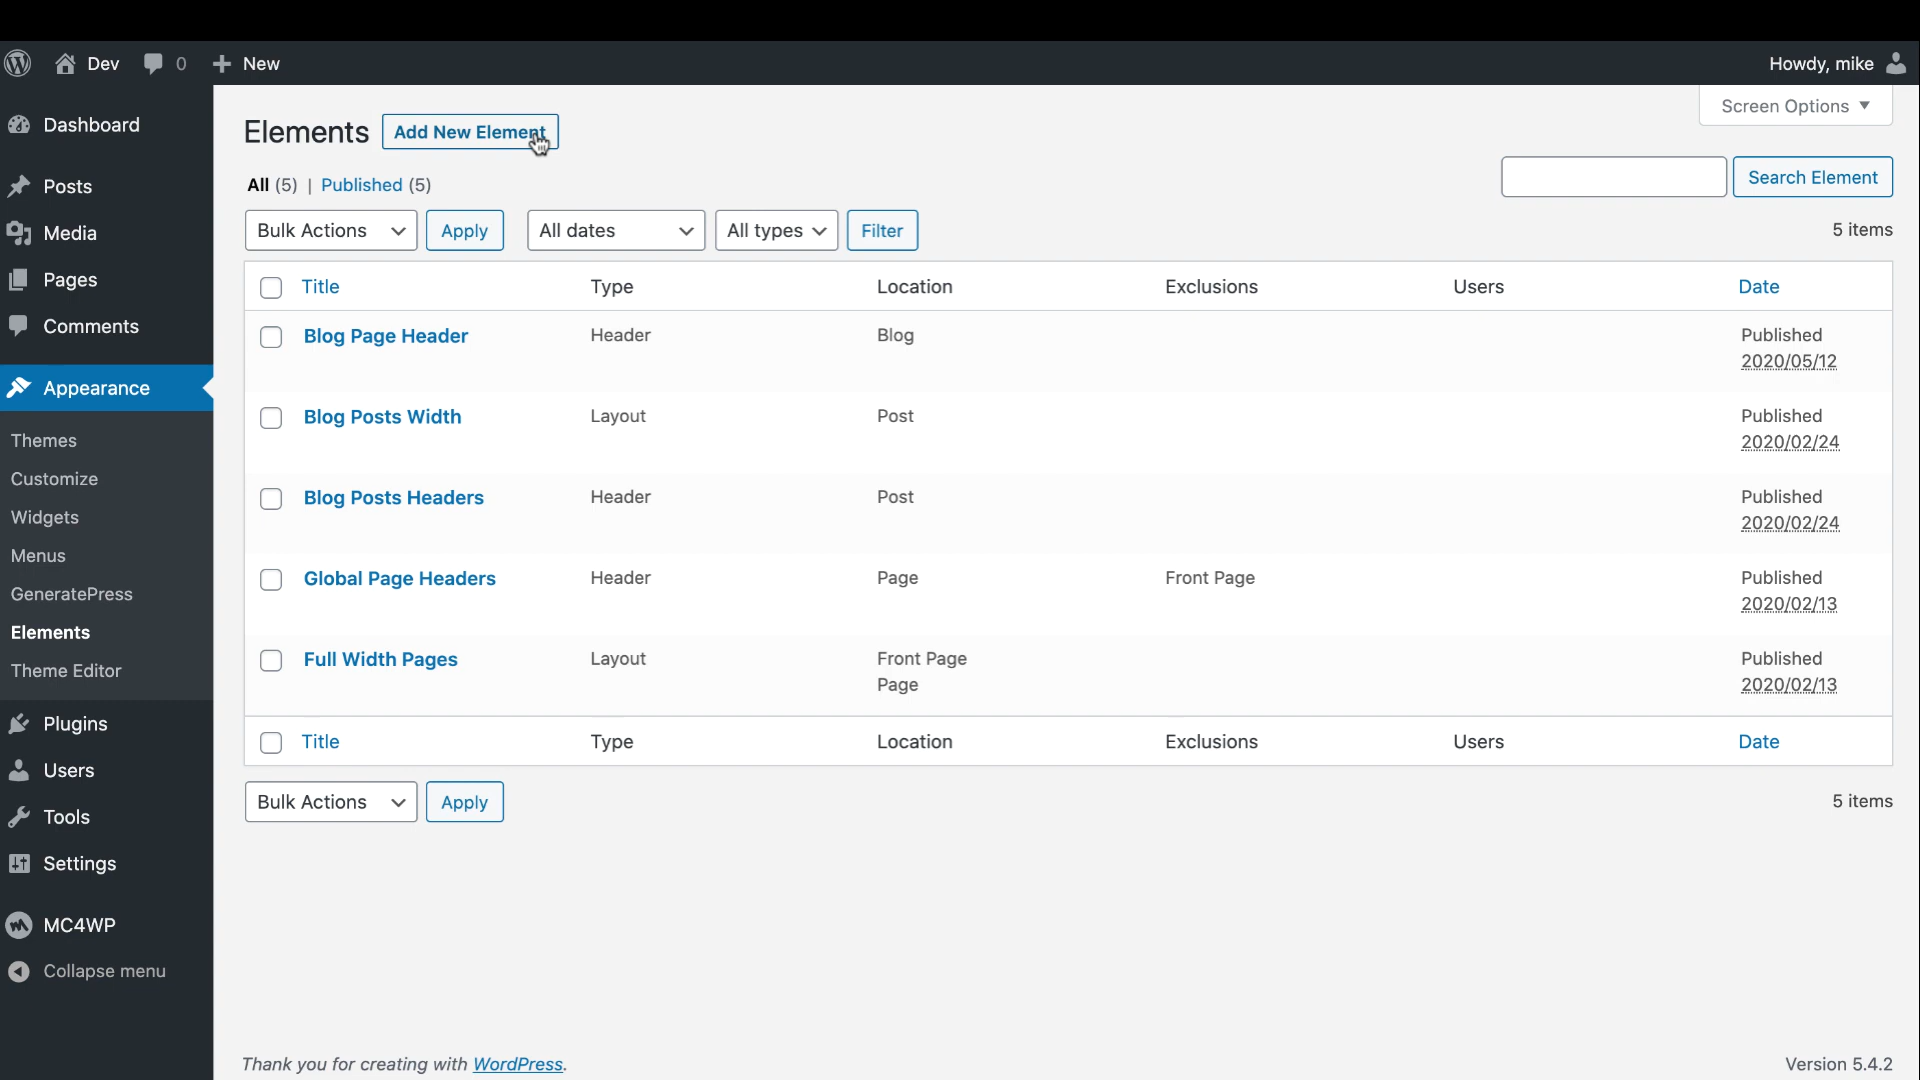 Dev 0 New Howdy, mike
Screen Options ▼
Dashboard
Posts
Media
Pages
Comments
Appearance
Themes
Customize
Widgets
Menus
GeneratePress
Elements
Theme Editor
Plugins
Users
Tools
Settings
MC4WP
Collapse menu
Elements Add New Element
All (5) | Published (5)
Search Element
Bulk Actions Apply All dates All types Filter 5 items
Title Type Location Exclusions Users Date
Blog Page Header Header Blog Published
2020/05/12
Blog Posts Width Layout Post Published
2020/02/24
Blog Posts Headers Header Post Published
2020/02/24
Global Page Headers Header Page Front Page Published
2020/02/13
Full Width Pages Layout Front Page Published
Page 2020/02/13
Title Type Location Exclusions Users Date
Bulk Actions Apply 5 items
Thank you for creating with WordPress. Version 5.4.2